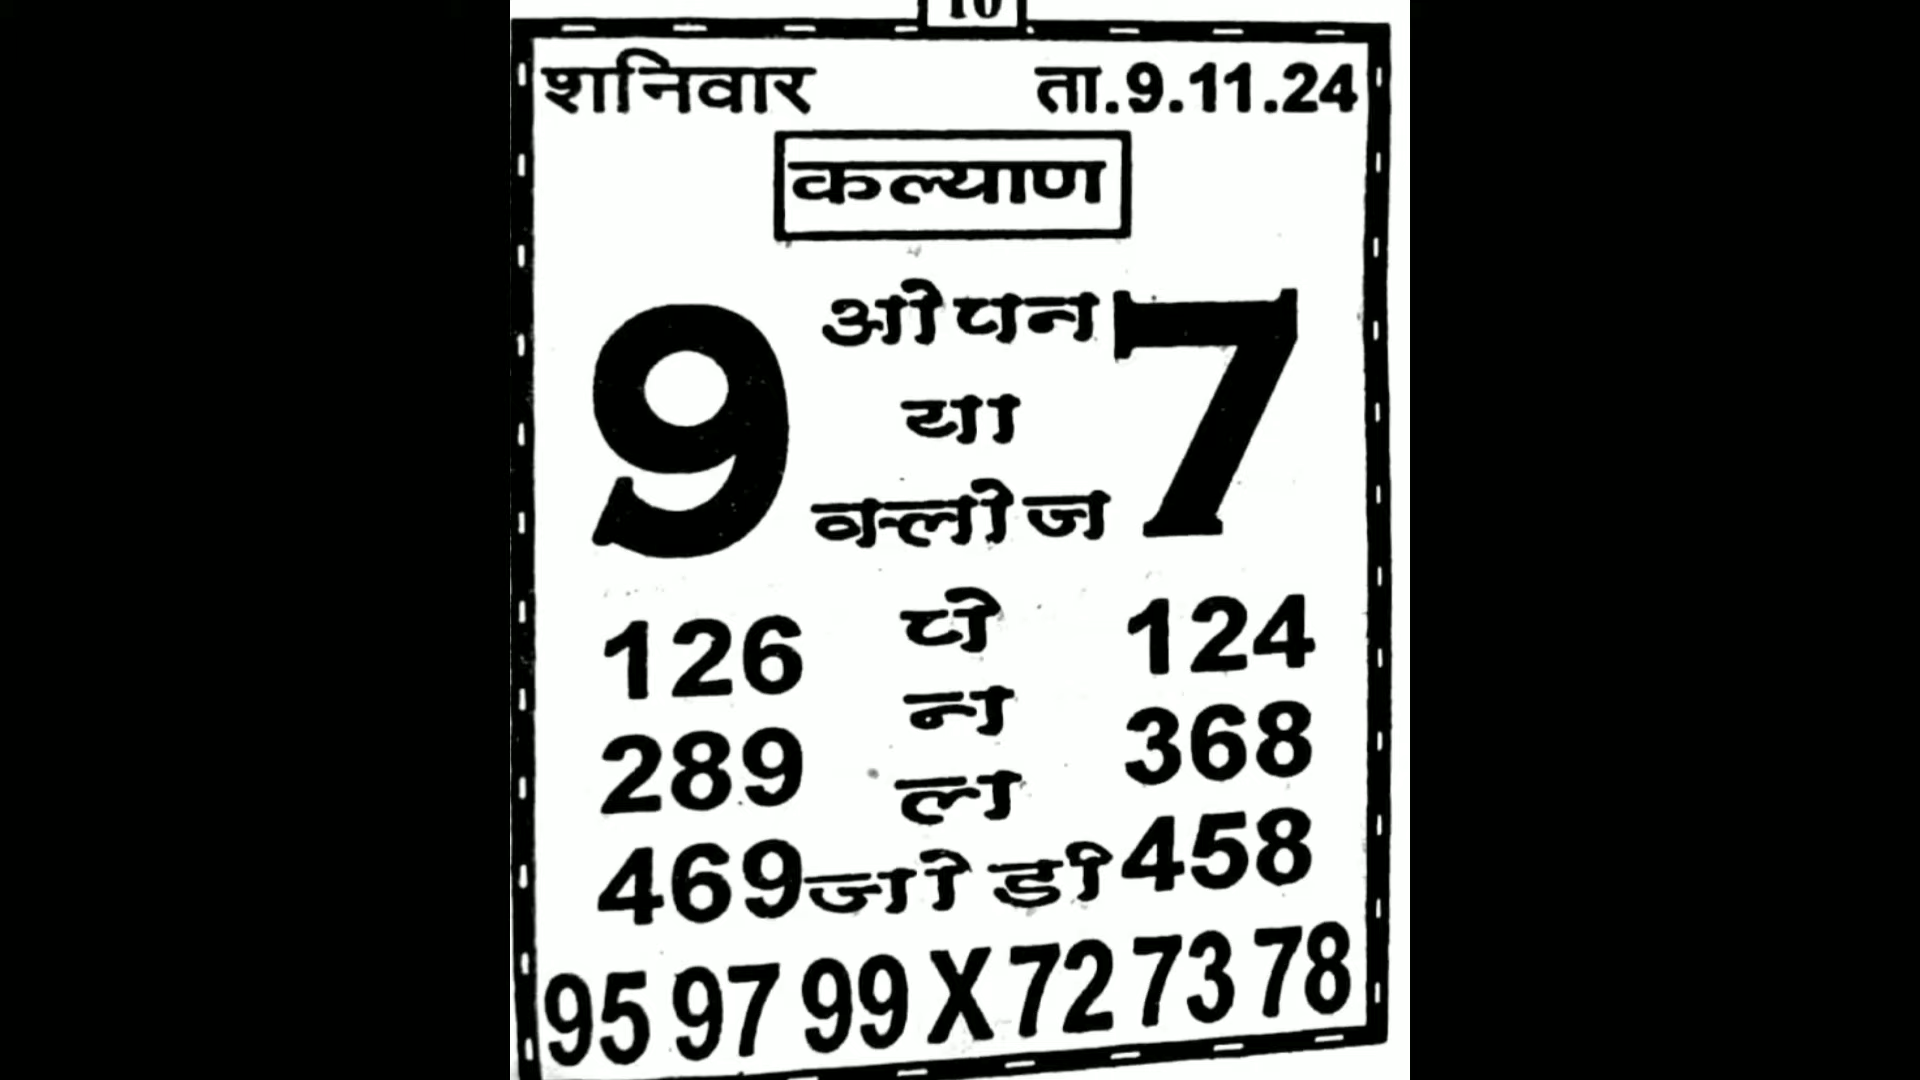 10
शनिवार ता.9.11.24
कल्याण
9 ओपन 7
या
क्लोज
126 पे 124
न
289 368
ल
469 जोडी 458
95 97 99 X 72 73 78